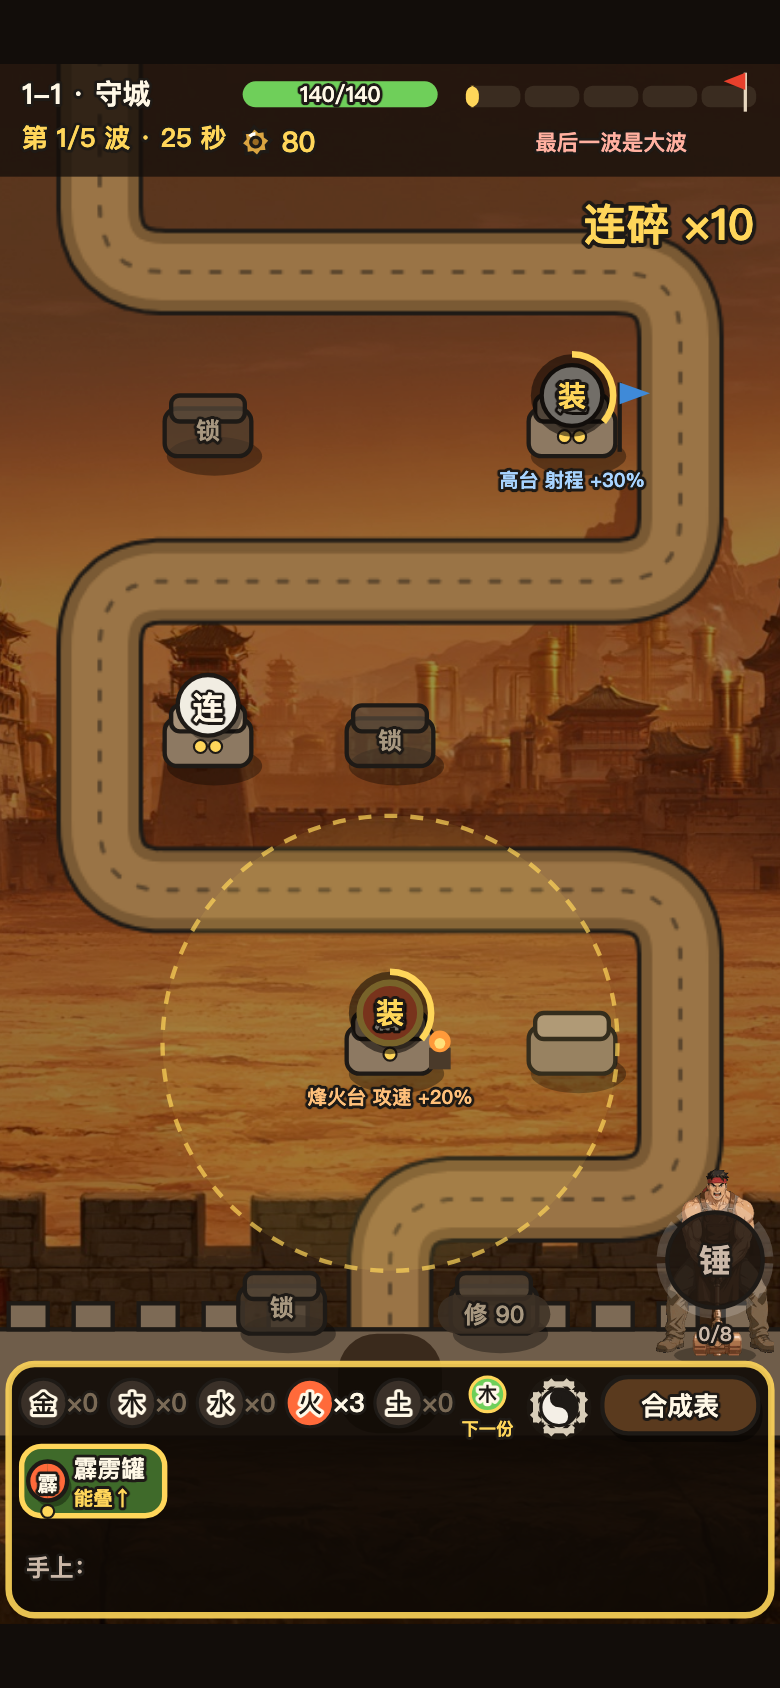 1–1 · 守城
140/140
第 1/5 波 · 25 秒
80
最后一波是大波
连碎 ×10
装
锁
高台 射程 +30%
连
锁
装
烽火台 攻速 +20%
锤
锁
修 90
0/8
金 ×0
木 ×0
水 ×0
火 ×3
土 ×0
木
下一份
合成表
霹
霹雳罐
能叠↑
手上: